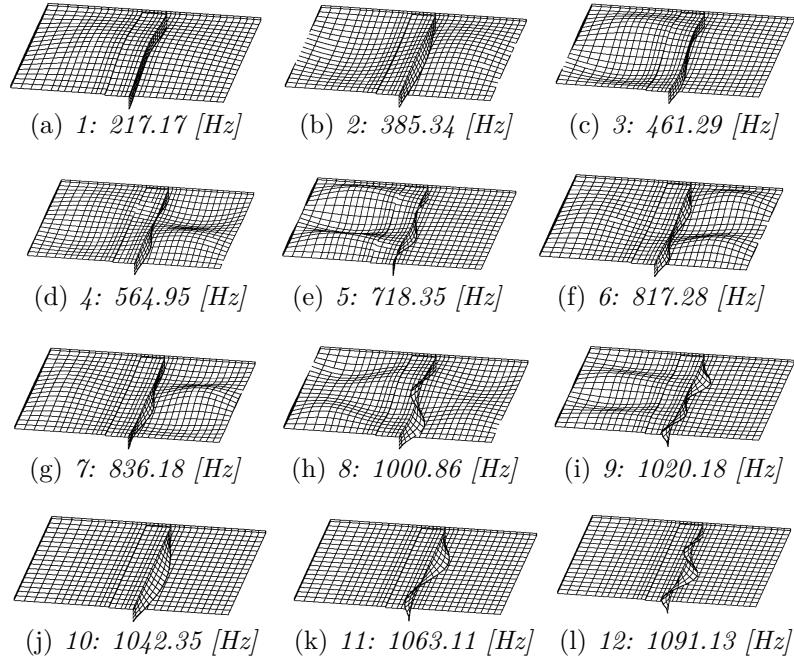 (a) 1: 217.17 [Hz] (b) 2: 385.34 [Hz] (c) 3: 461.29 [Hz]
(d) 4: 564.95 [Hz] (e) 5: 718.35 [Hz] (f) 6: 817.28 [Hz]
(g) 7: 836.18 [Hz] (h) 8: 1000.86 [Hz] (i) 9: 1020.18 [Hz]
(j) 10: 1042.35 [Hz] (k) 11: 1063.11 [Hz] (l) 12: 1091.13 [Hz]